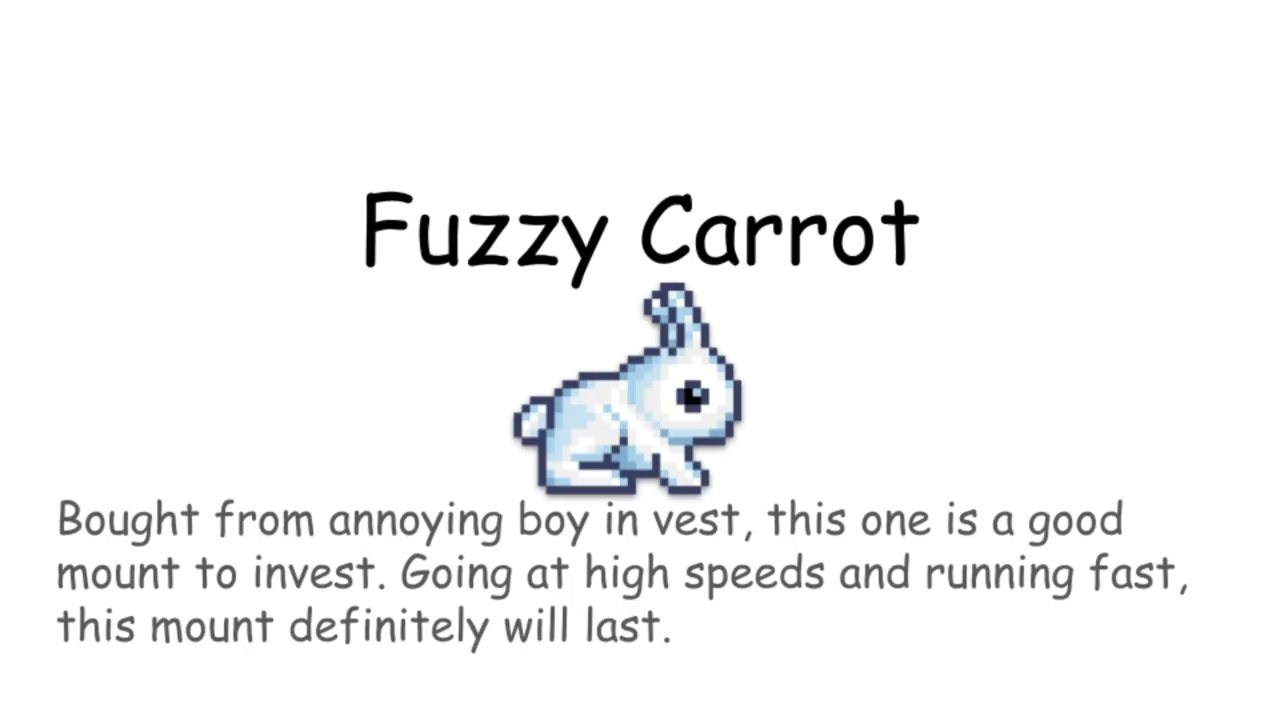 Fuzzy Carrot
Bought from annoying boy in vest, this one is a good
mount to invest. Going at high speeds and running fast,
this mount definitely will last.